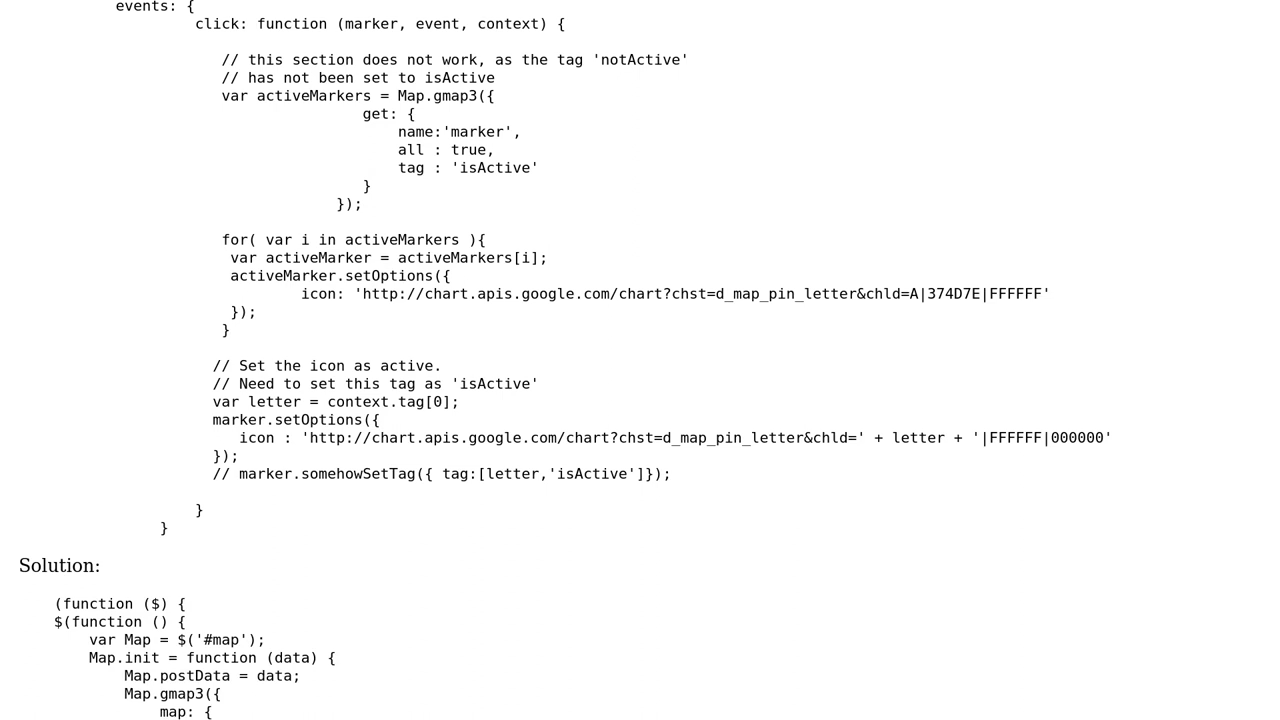 events: {
click: function (marker, event, context) {
// this section does not work, as the tag 'notActive'
// has not been set to isActive
var activeMarkers = Map.gmap3({
get: {
name:'marker',
all : true,
tag : 'isActive'
}
});
for( var i in activeMarkers ){
var activeMarker = activeMarkers[i];
activeMarker.setOptions({
icon: 'http://chart.apis.google.com/chart?chst=d_map_pin_letter&chld=A|374D7E|FFFFFF'
});
}
// Set the icon as active.
// Need to set this tag as 'isActive'
var letter = context.tag[0];
marker.setOptions({
icon : 'http://chart.apis.google.com/chart?chst=d_map_pin_letter&chld=' + letter + '|FFFFFF|000000'
});
// marker.somehowSetTag({ tag:[letter,'isActive']});
}
}
Solution:
(function ($) {
$(function () {
var Map = $('#map');
Map.init = function (data) {
Map.postData = data;
Map.gmap3({
map: {